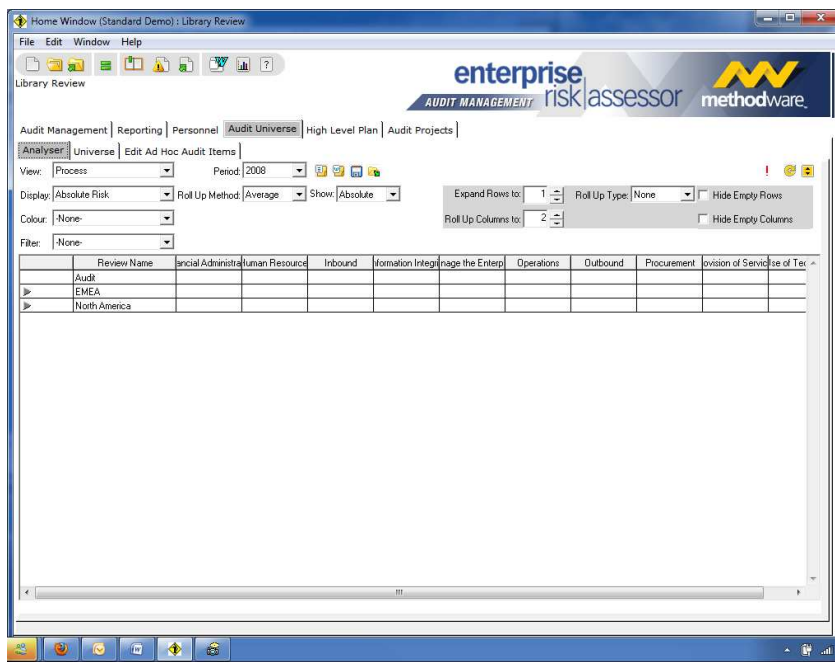 Home Window (Standard Demo) : Library Review
File Edit Window Help
Library Review
enterprise
AUDIT MANAGEMENT risk assessor methodware
Audit Management Reporting Personnel Audit Universe High Level Plan Audit Projects
Analyser Universe Edit Ad Hoc Audit Items
View: Process Period: 2008
Display: Absolute Risk Roll Up Method: Average Show: Absolute Expand Rows to: 1 Roll Up Type: None Hide Empty Rows
Colour: -None- Roll Up Columns to: 2 Hide Empty Columns
Filter: -None-
Review Name ancial Administra Human Resource Inbound nformation Integri nage the Enterp Operations Outbound Procurement ovision of Servic Ise of Tec
Audit
EMEA
North America